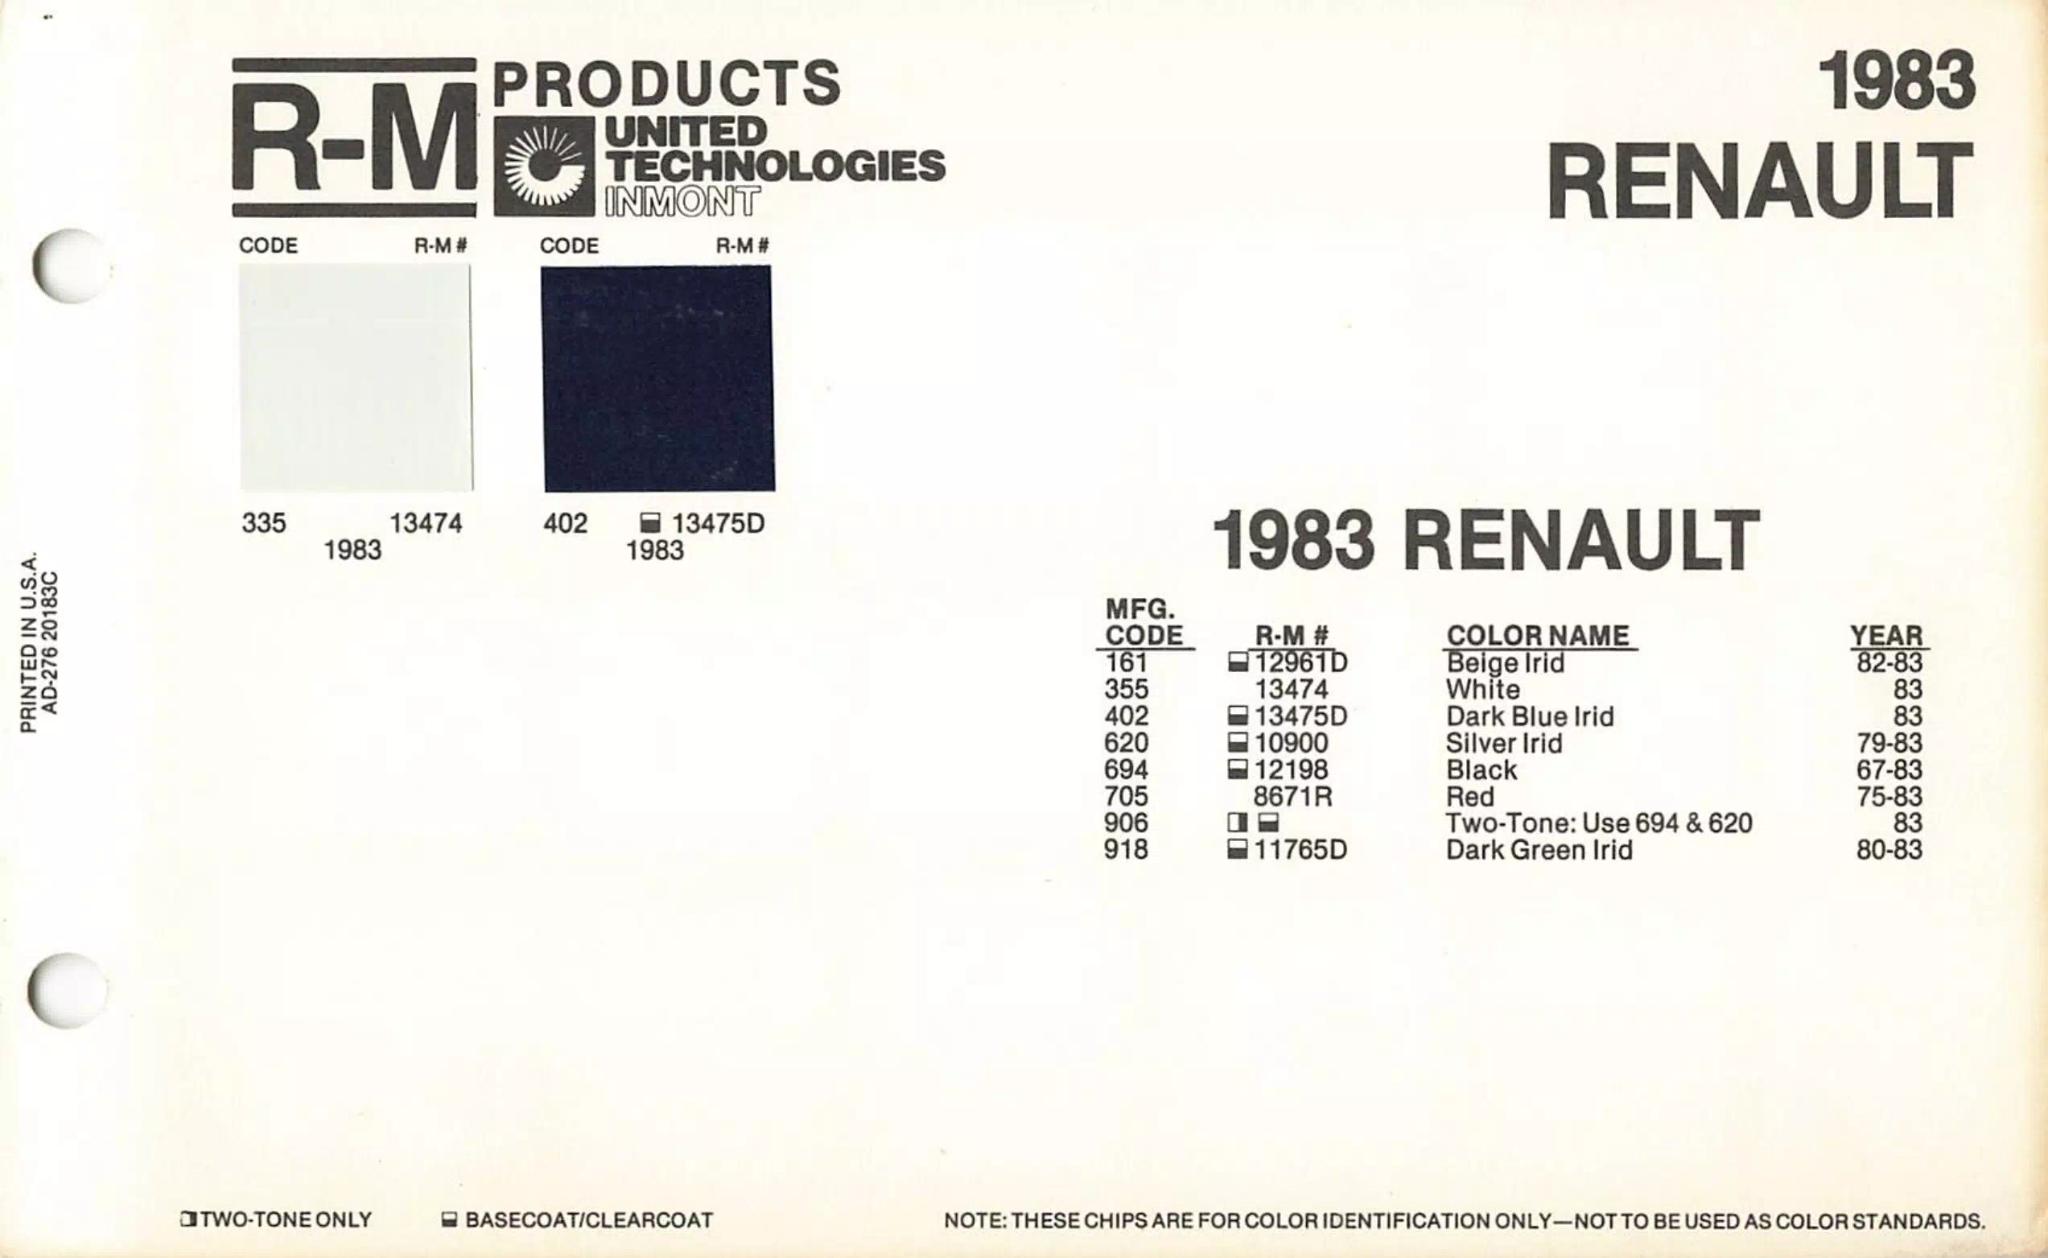 R-M PRODUCTS
UNITED
TECHNOLOGIES
INMONT
1983
RENAULT
CODE R-M #
CODE R-M #
335 13474
1983
402 13475D
1983
PRINTED IN U.S.A.
AD-276 20183C
1983 RENAULT
MFG.
CODE R-M # COLOR NAME YEAR
161 12961D Beige Irid 82-83
355 13474 White 83
402 13475D Dark Blue Irid 83
620 10900 Silver Irid 79-83
694 12198 Black 67-83
705 8671R Red 75-83
906 Two-Tone: Use 694 & 620 83
918 11765D Dark Green Irid 80-83
TWO-TONE ONLY
BASECOAT/CLEARCOAT
NOTE: THESE CHIPS ARE FOR COLOR IDENTIFICATION ONLY—NOT TO BE USED AS COLOR STANDARDS.